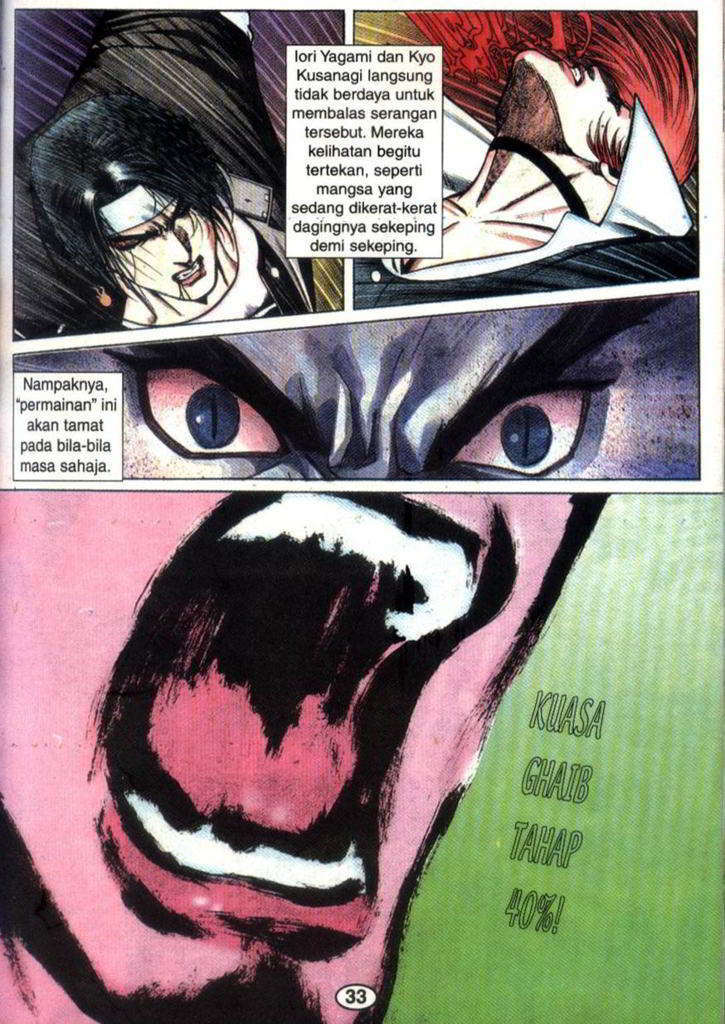 Iori Yagami dan Kyo
Kusanagi langsung
tidak berdaya untuk
membalas serangan
tersebut. Mereka
kelihatan begitu
tertekan, seperti
mangsa yang
sedang dikerat-kerat
dagingnya sekeping
demi sekeping.
Nampaknya,
"permainan" ini
akan tamat
pada bila-bila
masa sahaja.
KUASA
GHAIB
TAHAP
40%!
33